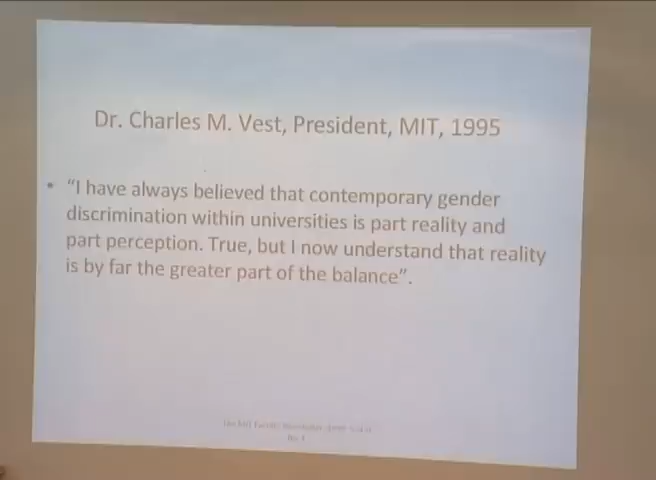 Dr. Charles M. Vest, President, MIT, 1995
• “I have always believed that contemporary gender
discrimination within universities is part reality and
part perception. True, but I now understand that reality
is by far the greater part of the balance”.